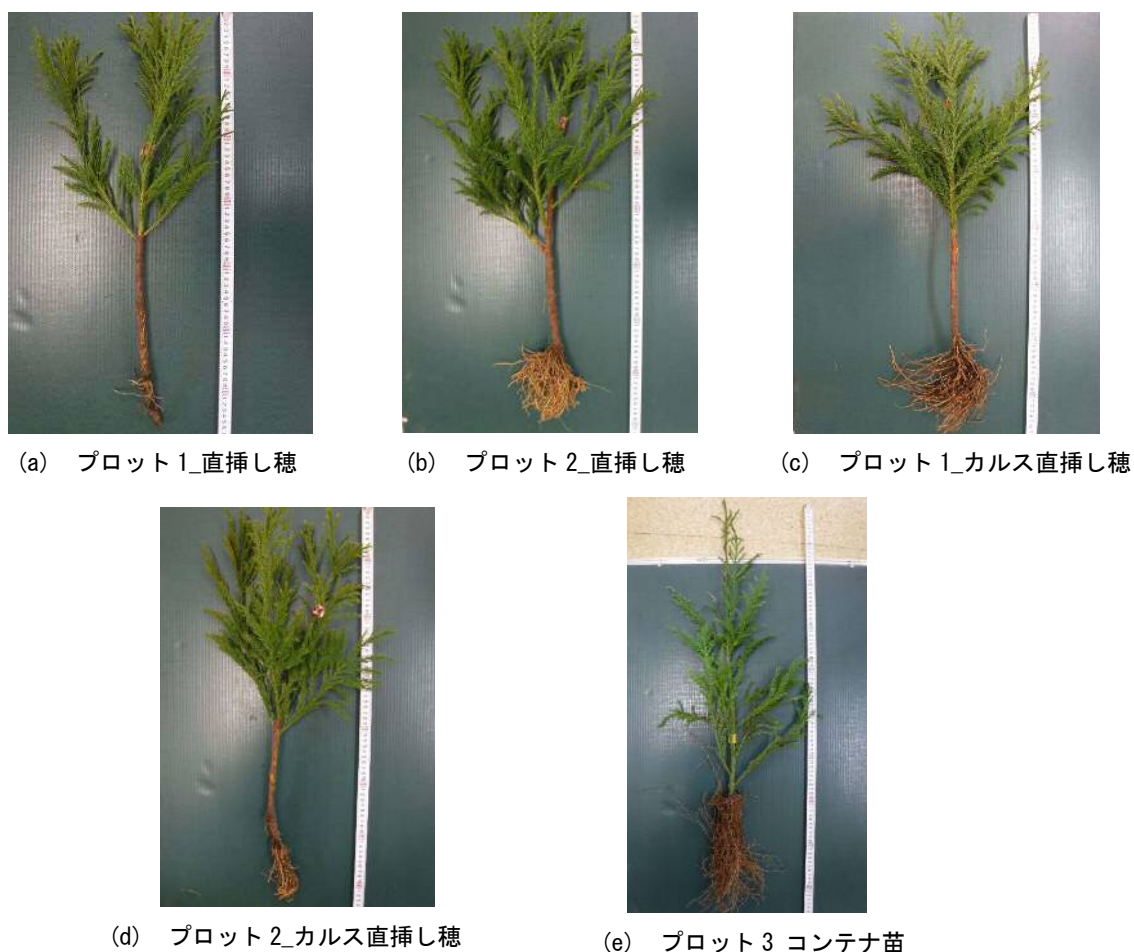 (a) プロット 1_直挿し穂
(b) プロット 2_直挿し穂
(c) プロット 1_カルス直挿し穂
(d) プロット 2_カルス直挿し穂
(e) プロット 3_コンテナ苗